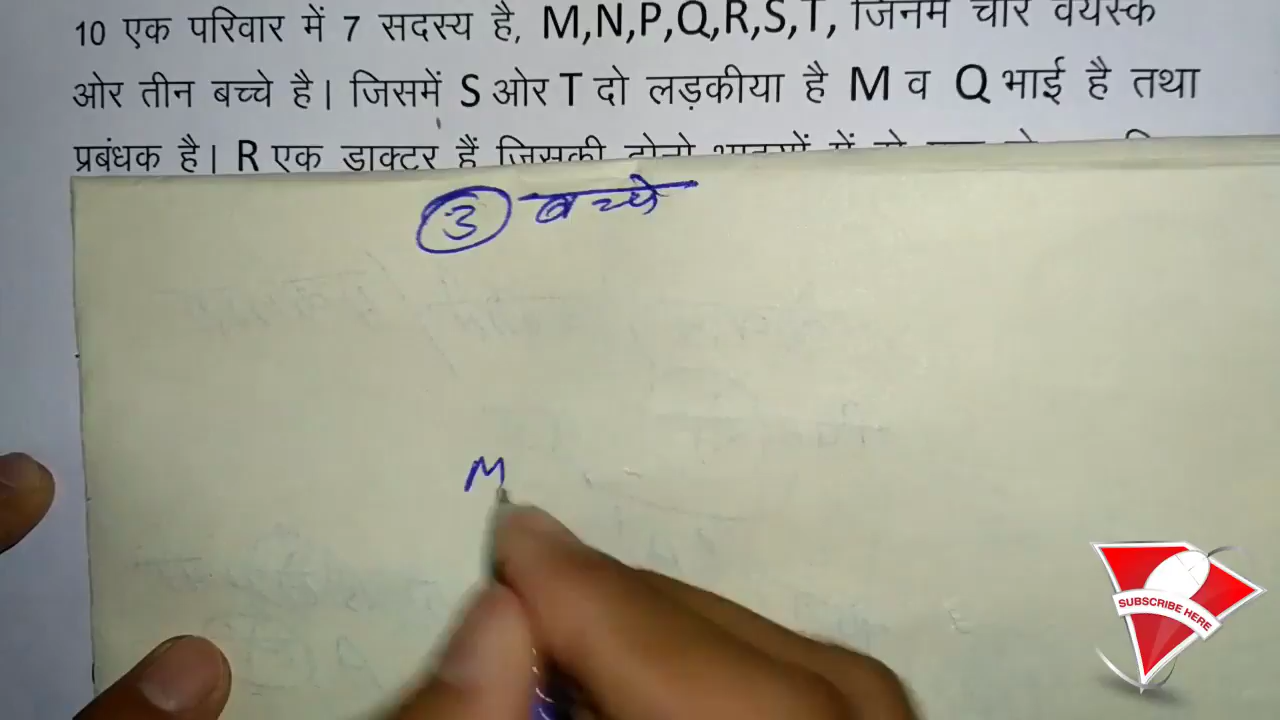 10 एक परिवार में 7 सदस्य है, M,N,P,Q,R,S,T, जिनमे चार वयस्क
ओर तीन बच्चे है। जिसमें S ओर T दो लड़कीया है M व Q भाई है तथा
प्रबंधक है। R एक डाक्टर हैं जिसकी दोनो
3 बच्चे
M
SUBSCRIBE HERE